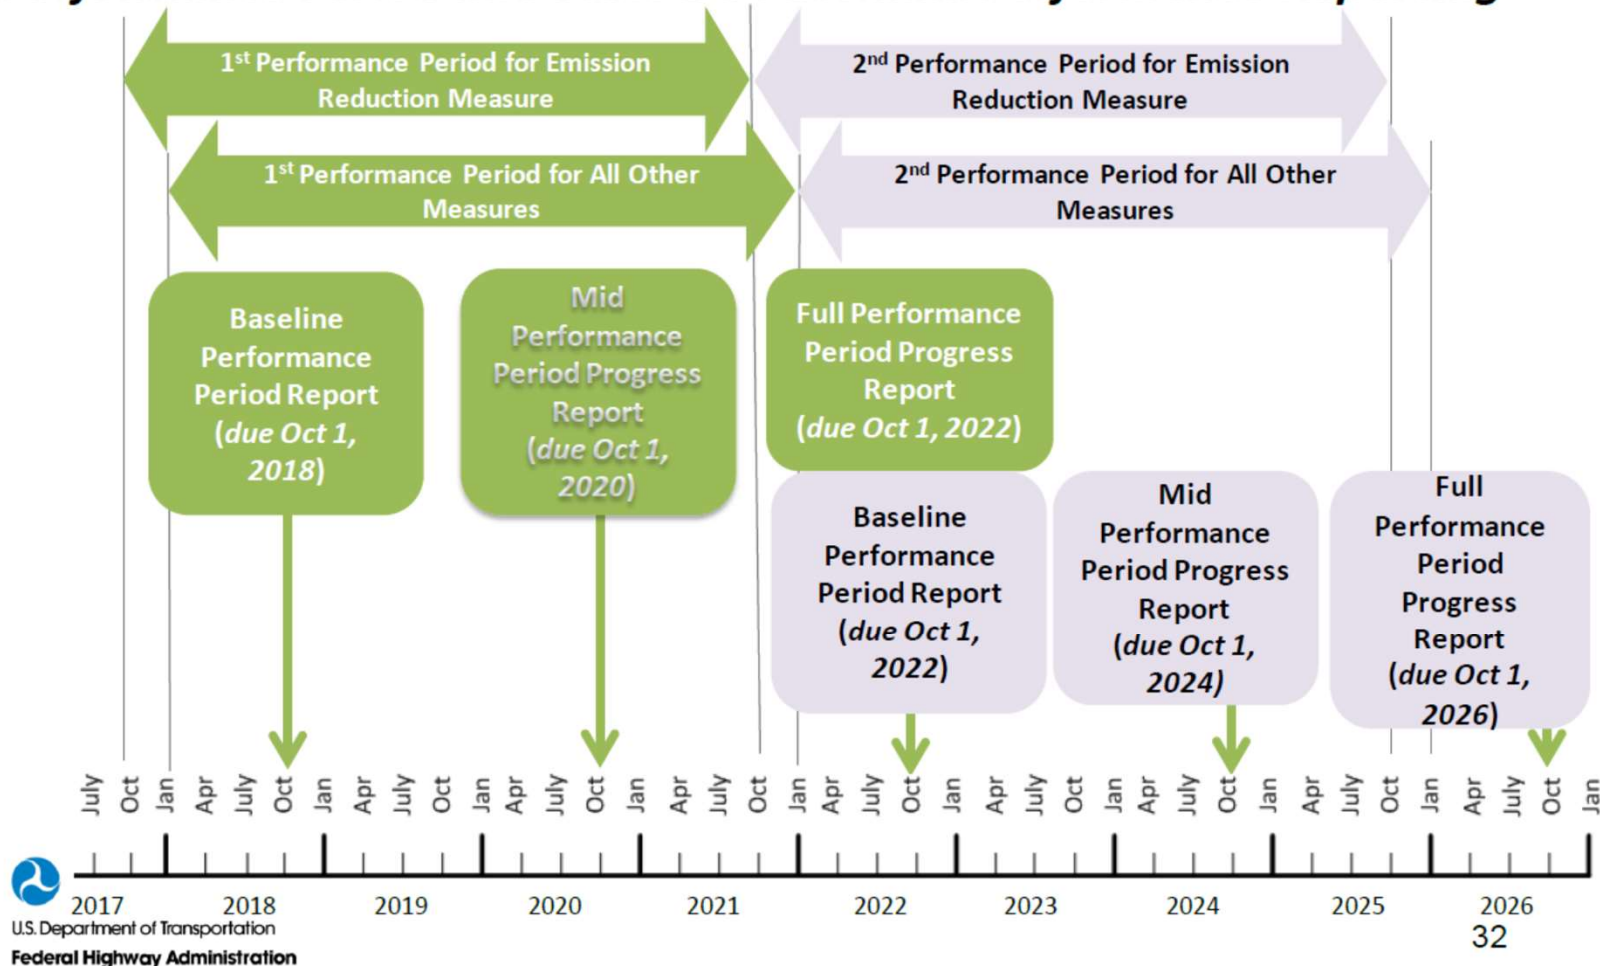 1st Performance Period for Emission
Reduction Measure
2nd Performance Period for Emission
Reduction Measure
1st Performance Period for All Other
Measures
2nd Performance Period for All Other
Measures
Baseline
Performance
Period Report
(due Oct 1,
2018)
Mid
Performance
Period Progress
Report
(due Oct 1,
2020)
Full Performance
Period Progress
Report
(due Oct 1, 2022)
Baseline
Performance
Period Report
(due Oct 1,
2022)
Mid
Performance
Period Progress
Report
(due Oct 1,
2024)
Full
Performance
Period
Progress
Report
(due Oct 1,
2026)
July Oct Jan Apr July Oct Jan Apr July Oct Jan Apr July Oct Jan Apr July Oct Jan Apr July Oct Jan Apr July Oct Jan Apr July Oct Jan Apr July Oct Jan Apr July Oct Jan
2017 2018 2019 2020 2021 2022 2023 2024 2025 2026
U.S. Department of Transportation
Federal Highway Administration
32